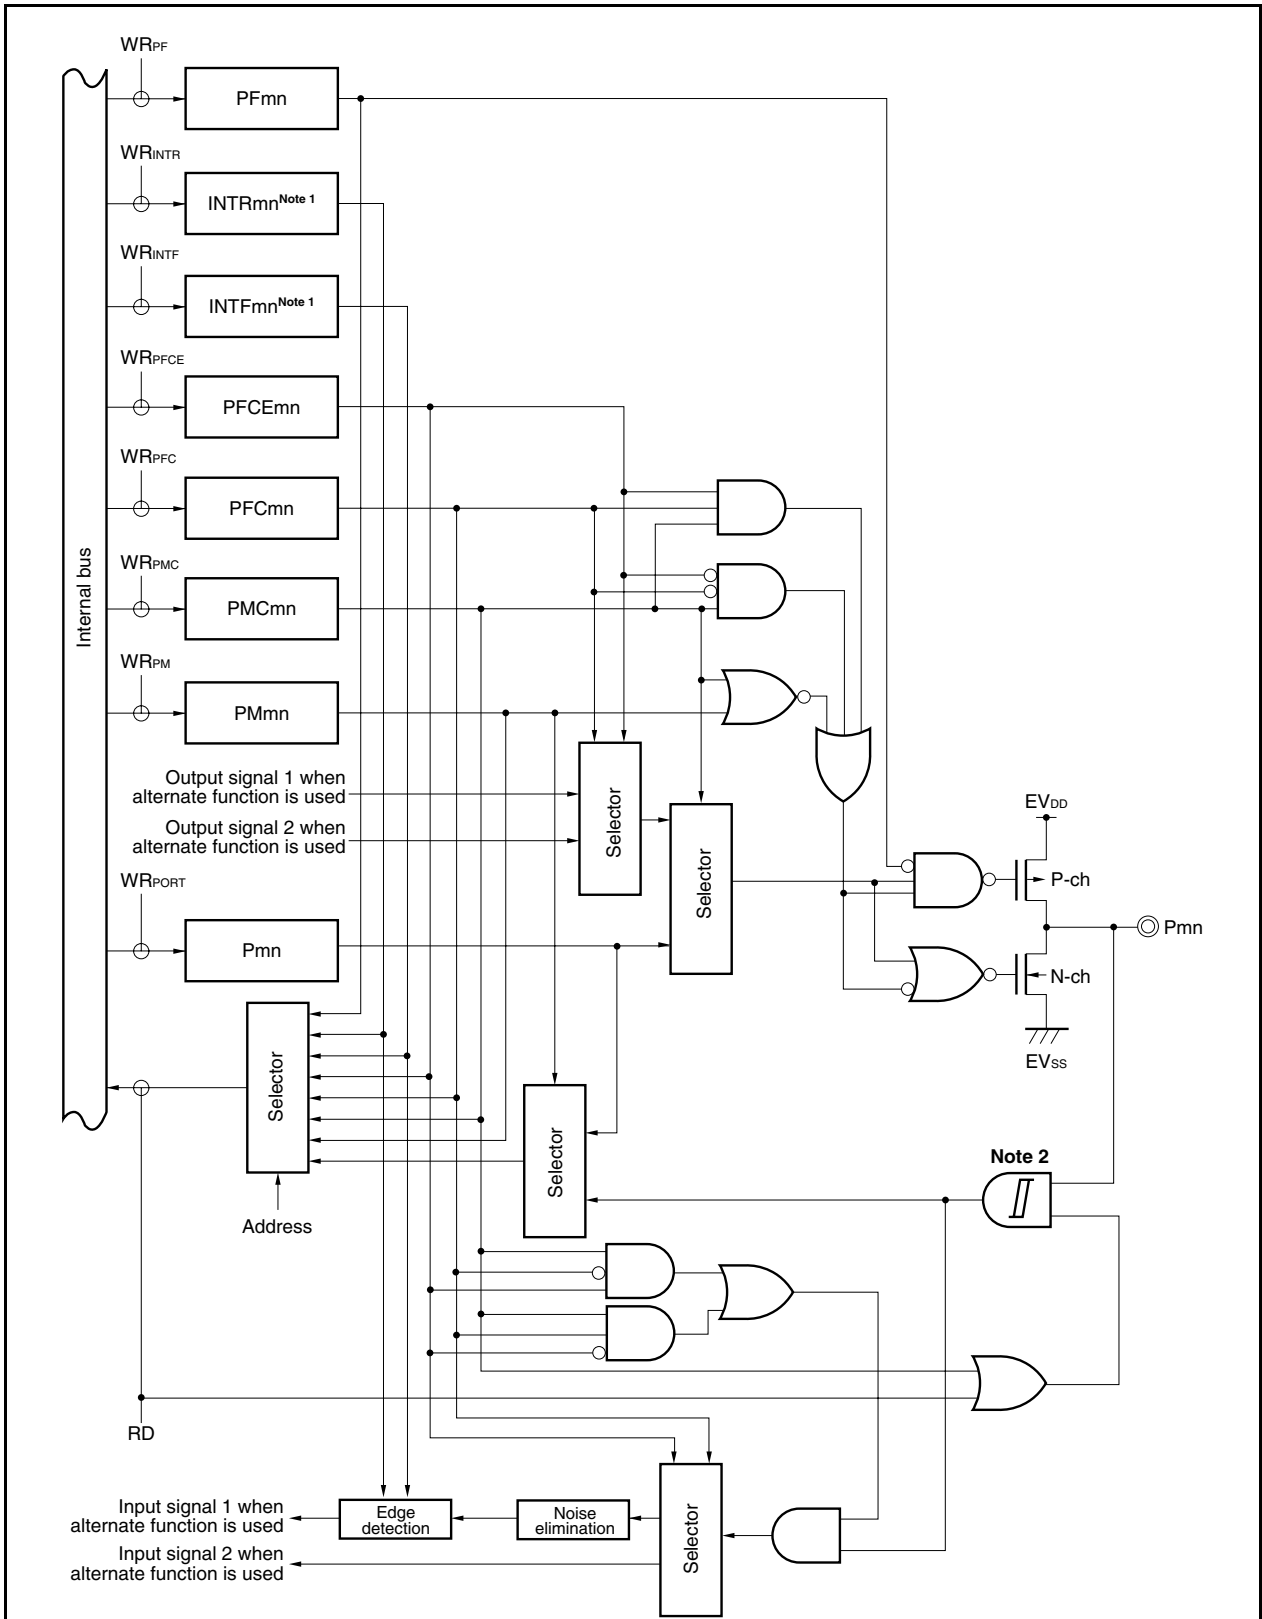 WRPF
PFmn
WRINTR
INTRmnNote 1
WRINTF
INTFmnNote 1
WRPFCE
PFCEmn
WRPFC
PFCmn
Internal bus
WRPMC
PMCmn
WRPM
PMmn
Output signal 1 when
alternate function is used
Output signal 2 when
alternate function is used
Selector
Selector
EVDD
P-ch
WRPORT
Pmn
Pmn
N-ch
EVSS
Selector
Selector
Address
Note 2
RD
Input signal 1 when
alternate function is used
Edge
detection
Noise
elimination
Selector
Input signal 2 when
alternate function is used